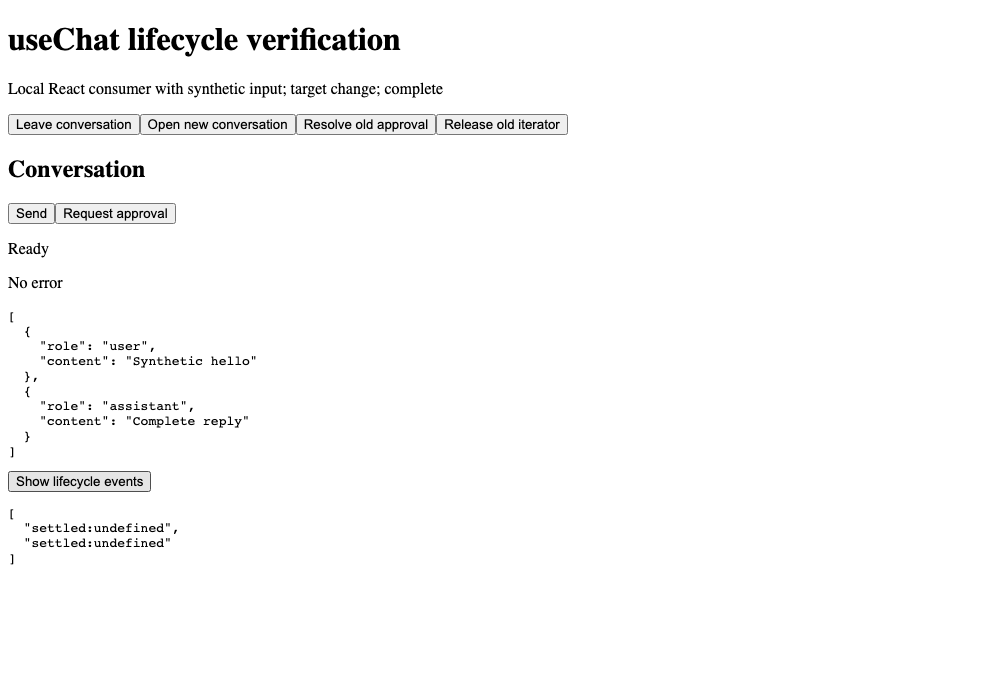 useChat lifecycle verification
Local React consumer with synthetic input; target change; complete
Leave conversation Open new conversation Resolve old approval Release old iterator
Conversation
Send Request approval
Ready
No error
[
  {
    "role": "user",
    "content": "Synthetic hello"
  },
  {
    "role": "assistant",
    "content": "Complete reply"
  }
]
Show lifecycle events
[
  "settled:undefined",
  "settled:undefined"
]